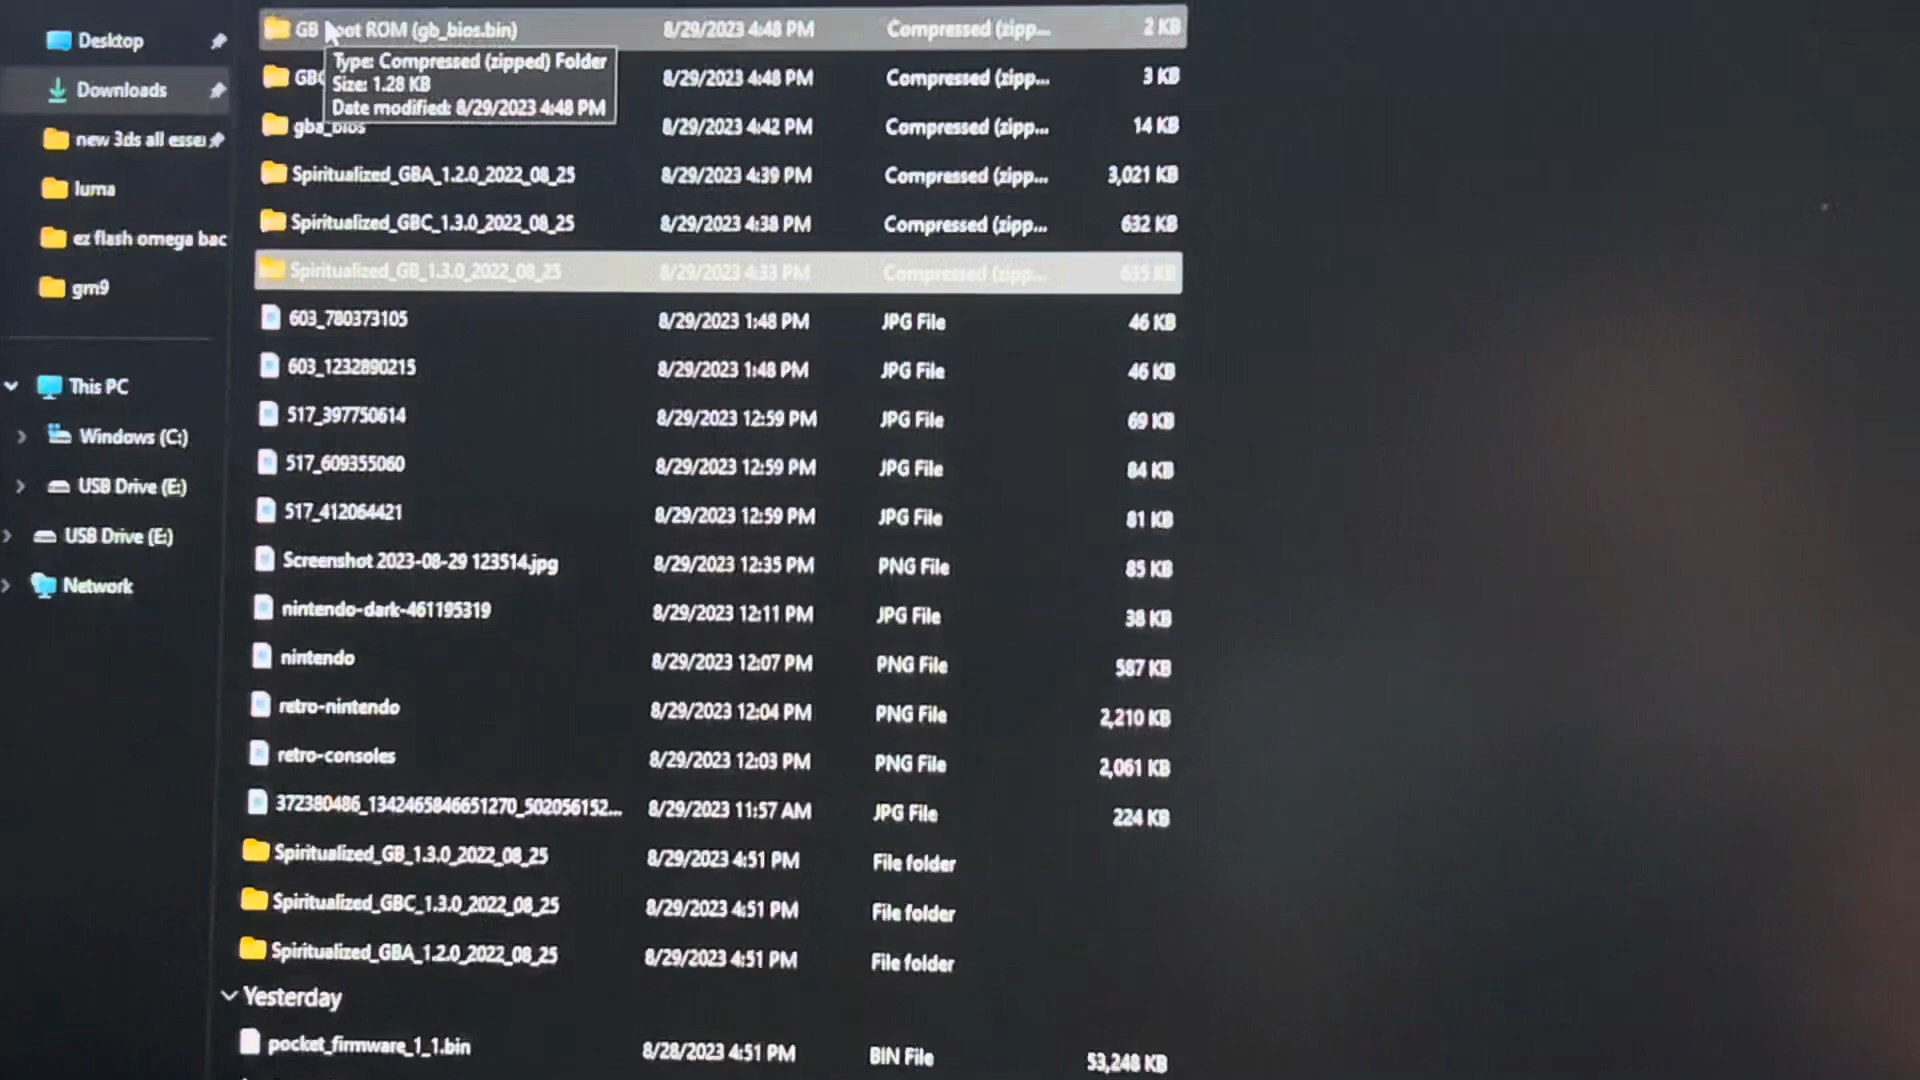 Desktop
Downloads
new 3ds all esse
luma
ez flash omega bac
gm9
This PC
Windows (C:)
USB Drive (E:)
USB Drive (E:)
Network
GB oot ROM (gb_bios.bin) 8/29/2023 4:48 PM Compressed (zipp... 2 KB
Type: Compressed (zipped) Folder
Size: 1.28 KB
Date modified: 8/29/2023 4:48 PM
GBC 8/29/2023 4:48 PM Compressed (zipp... 3 KB
gba_bios 8/29/2023 4:42 PM Compressed (zipp... 14 KB
Spiritualized_GBA_1.2.0_2022_08_25 8/29/2023 4:39 PM Compressed (zipp... 3,021 KB
Spiritualized_GBC_1.3.0_2022_08_25 8/29/2023 4:38 PM Compressed (zipp... 632 KB
Spiritualized_GB_1.3.0_2022_08_25 8/29/2023 4:33 PM Compressed (zipp... 635 KB
603_780373105 8/29/2023 1:48 PM JPG File 46 KB
603_1232890215 8/29/2023 1:48 PM JPG File 46 KB
517_397750614 8/29/2023 12:59 PM JPG File 69 KB
517_609355060 8/29/2023 12:59 PM JPG File 84 KB
517_412064421 8/29/2023 12:59 PM JPG File 81 KB
Screenshot 2023-08-29 123514.jpg 8/29/2023 12:35 PM PNG File 85 KB
nintendo-dark-461195319 8/29/2023 12:11 PM JPG File 38 KB
nintendo 8/29/2023 12:07 PM PNG File 587 KB
retro-nintendo 8/29/2023 12:04 PM PNG File 2,210 KB
retro-consoles 8/29/2023 12:03 PM PNG File 2,061 KB
372380486_1342465846651270_502056152... 8/29/2023 11:57 AM JPG File 224 KB
Spiritualized_GB_1.3.0_2022_08_25 8/29/2023 4:51 PM File folder
Spiritualized_GBC_1.3.0_2022_08_25 8/29/2023 4:51 PM File folder
Spiritualized_GBA_1.2.0_2022_08_25 8/29/2023 4:51 PM File folder
Yesterday
pocket_firmware_1_1.bin 8/28/2023 4:51 PM BIN File 53,248 KB